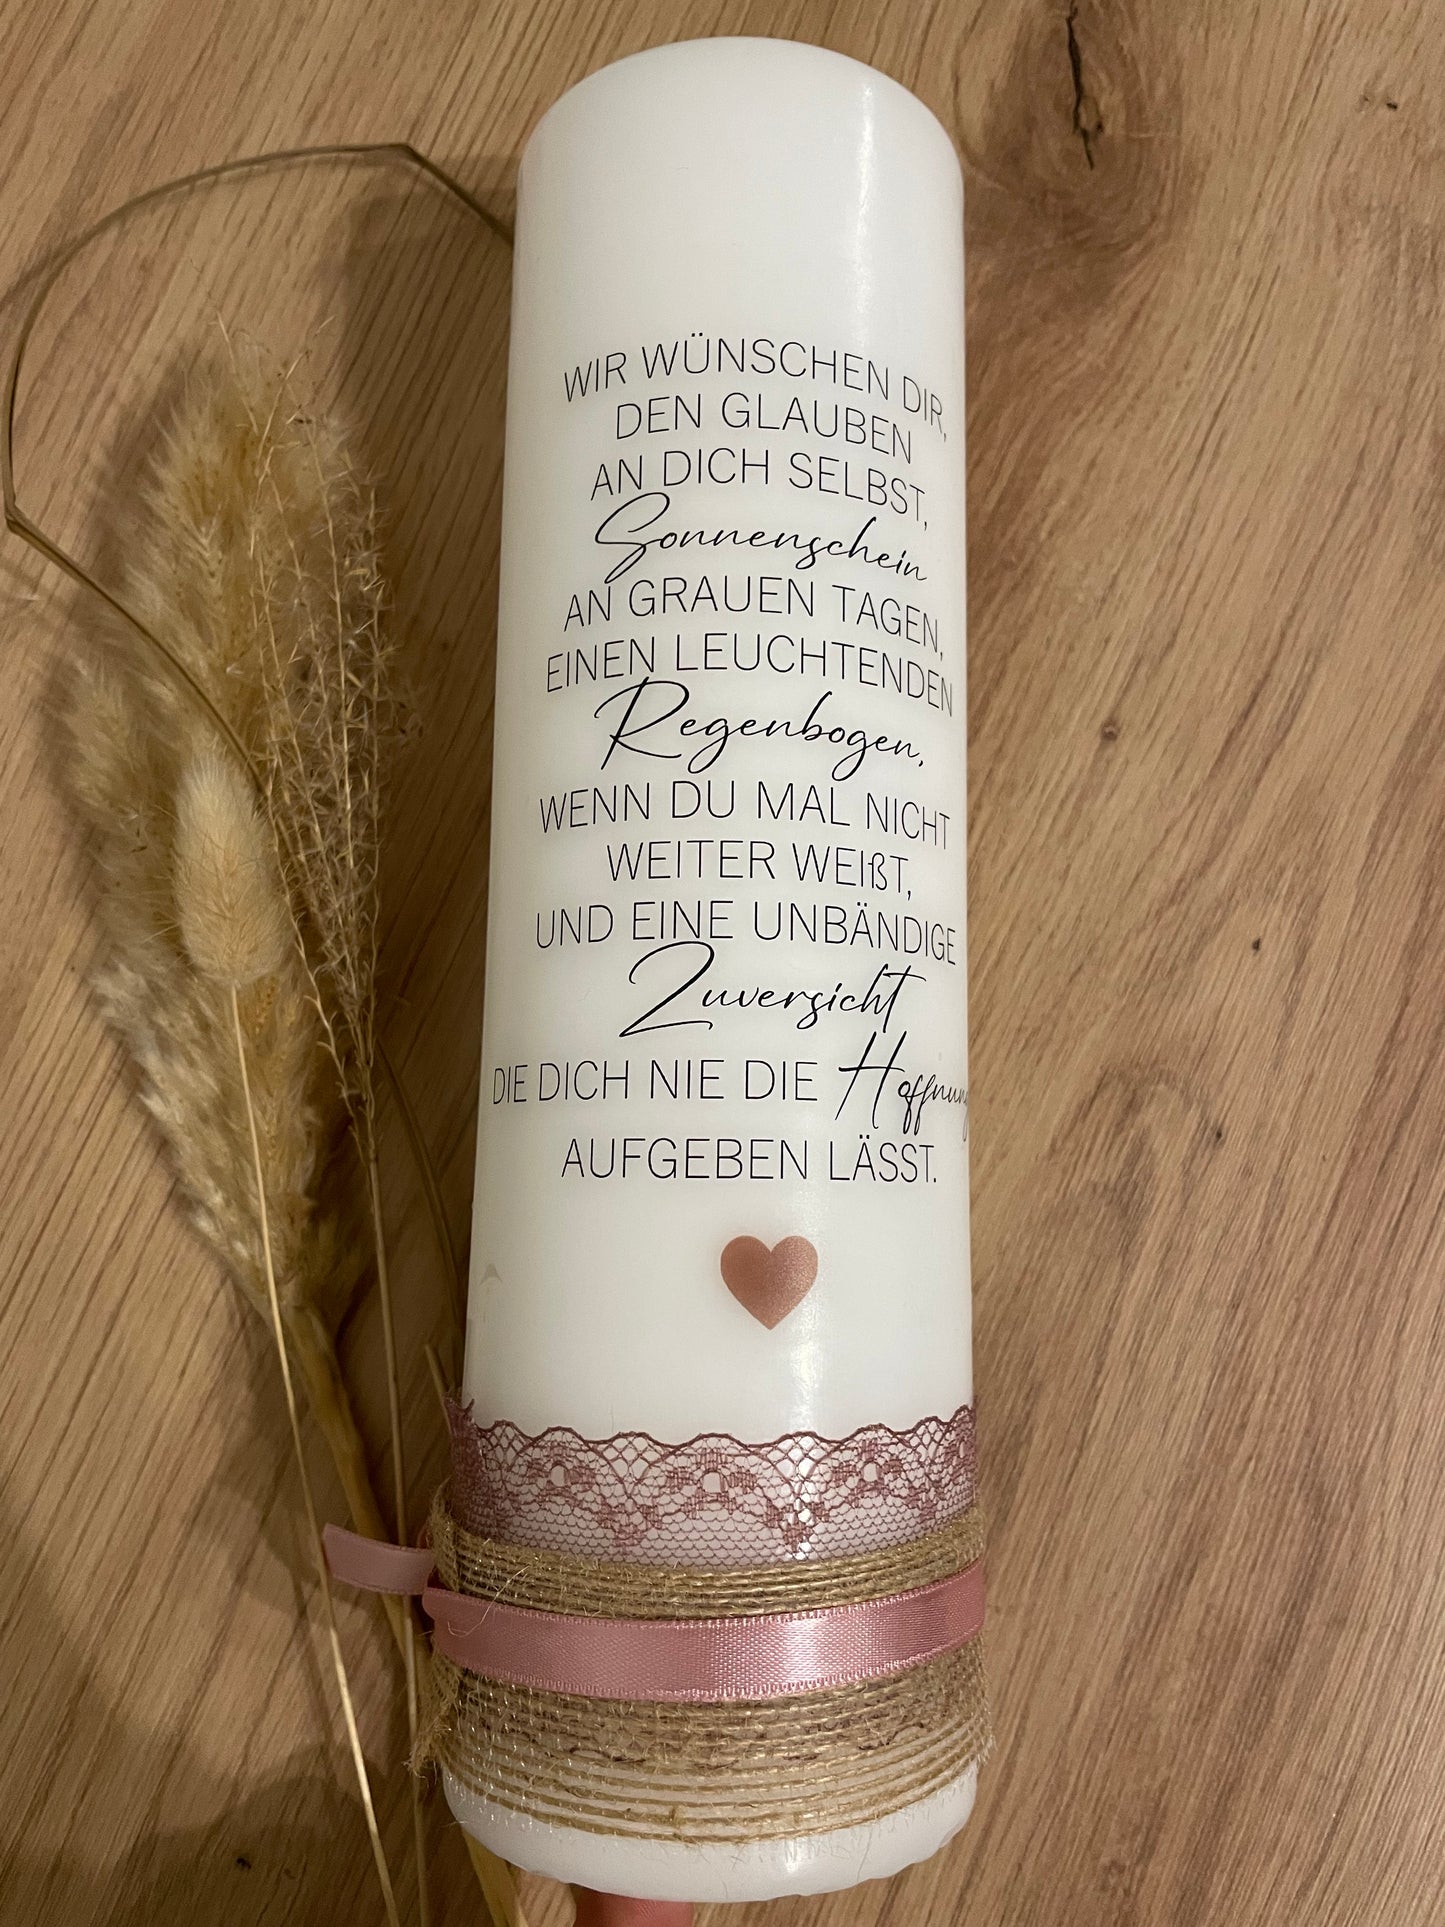 WIR WÜNSCHEN DIR,
DEN GLAUBEN
AN DICH SELBST,
Sonnenschein
AN GRAUEN TAGEN,
EINEN LEUCHTENDEN
Regenbogen,
WENN DU MAL NICHT
WEITER WEIßT,
UND EINE UNBÄNDIGE
Zuversicht
DIE DICH NIE DIE Hoffnung
AUFGEBEN LÄSST.